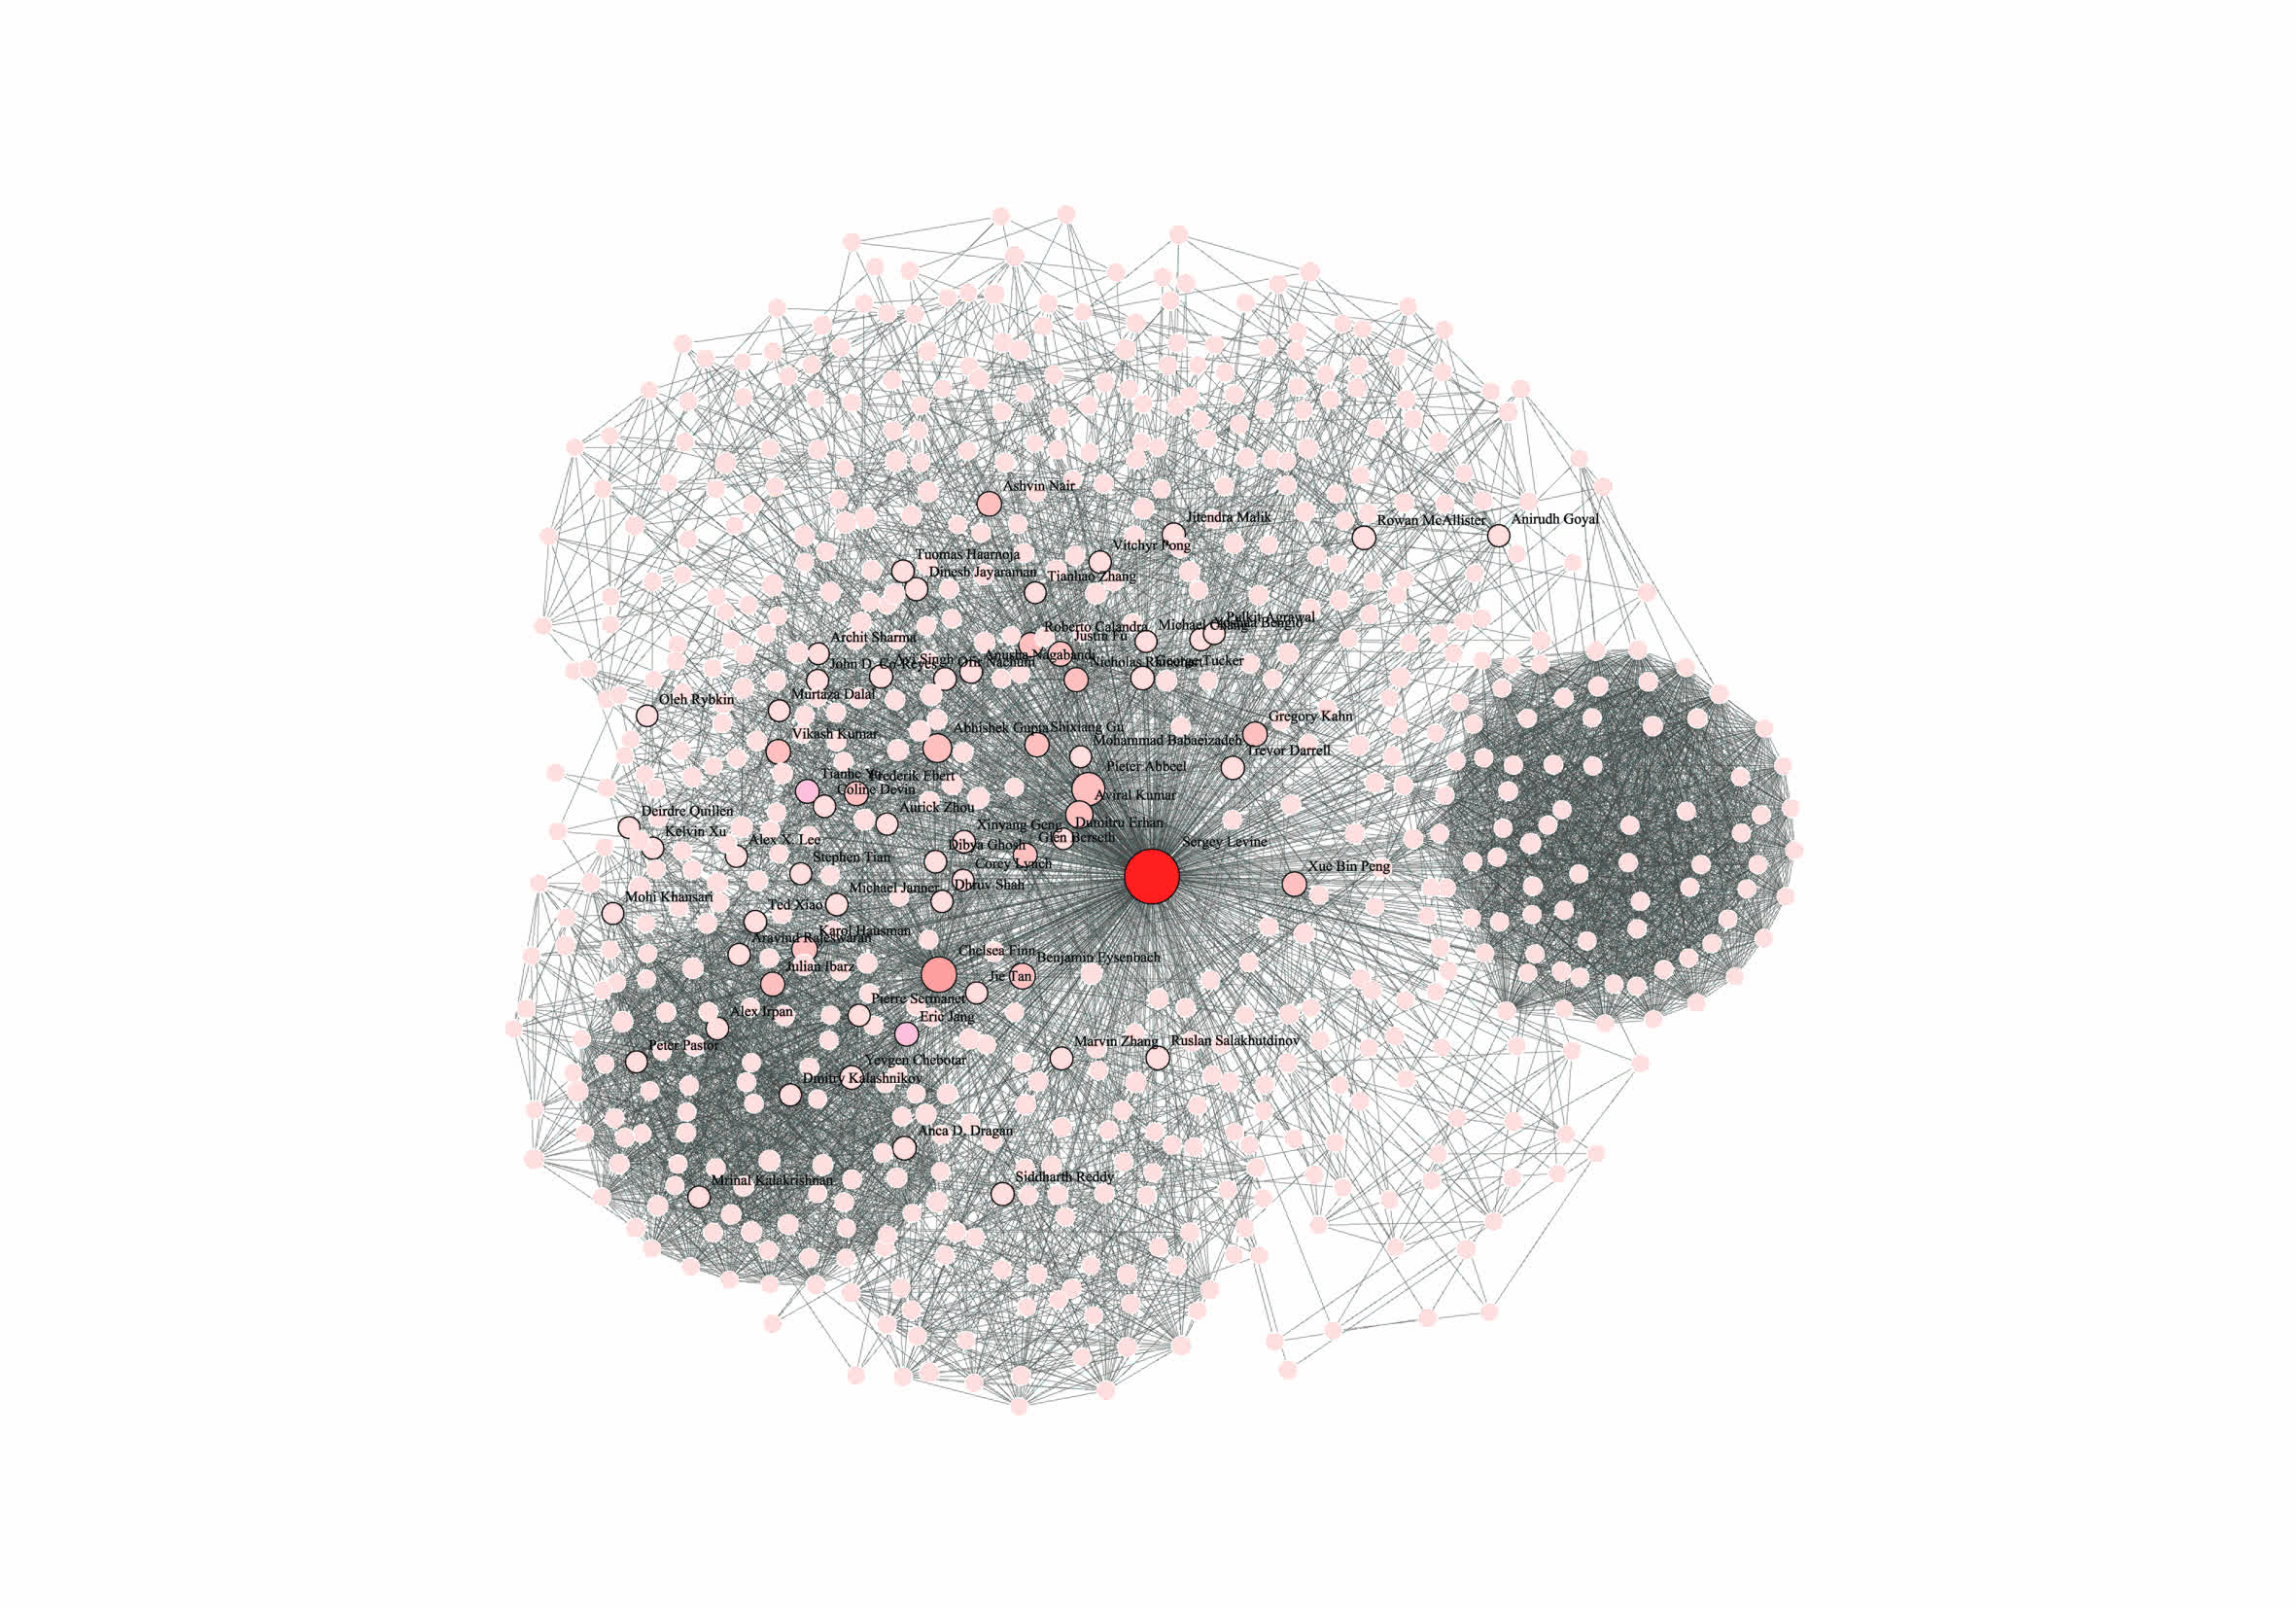 Ashvin Nair
Jitendra Malik
Rowan McAllister
Anirudh Goyal
Vitchyr Pong
Tuomas Haarnoja
Dinesh Jayaraman
Tianhao Zhang
Pulkit Agrawal
Roberto Calandra
Michael Chang
Bengio
Justin Fu
Archit Sharma
Anusha Nagabandi
John D. Co-Reyes
Avi Singh
Ofir Nachum
Nicholas Rhinehart
George Tucker
Murtaza Dalal
Oleh Rybkin
Gregory Kahn
Abhishek Gupta
Shixiang Gu
Vikash Kumar
Mohammad Babaeizadeh
Trevor Darrell
Pieter Abbeel
Tianhe Yu
Frederik Ebert
Coline Devin
Aviral Kumar
Aurick Zhou
Deirdre Quillen
Dumitru Erhan
Xinyang Geng
Kelvin Xu
Glen Berseth
Alex X. Lee
Sergey Levine
Dibya Ghosh
Stephen Tian
Corey Lynch
Xue Bin Peng
Dhruv Shah
Michael Janner
Mohi Khansari
Ted Xiao
Karol Hausman
Aravind Rajeswaran
Chelsea Finn
Benjamin Eysenbach
Julian Ibarz
Jie Tan
Pierre Sermanet
Alex Irpan
Eric Jang
Marvin Zhang
Ruslan Salakhutdinov
Peter Pastor
Yevgen Chebotar
Dmitry Kalashnikov
Anca D. Dragan
Siddharth Reddy
Mrinal Kalakrishnan